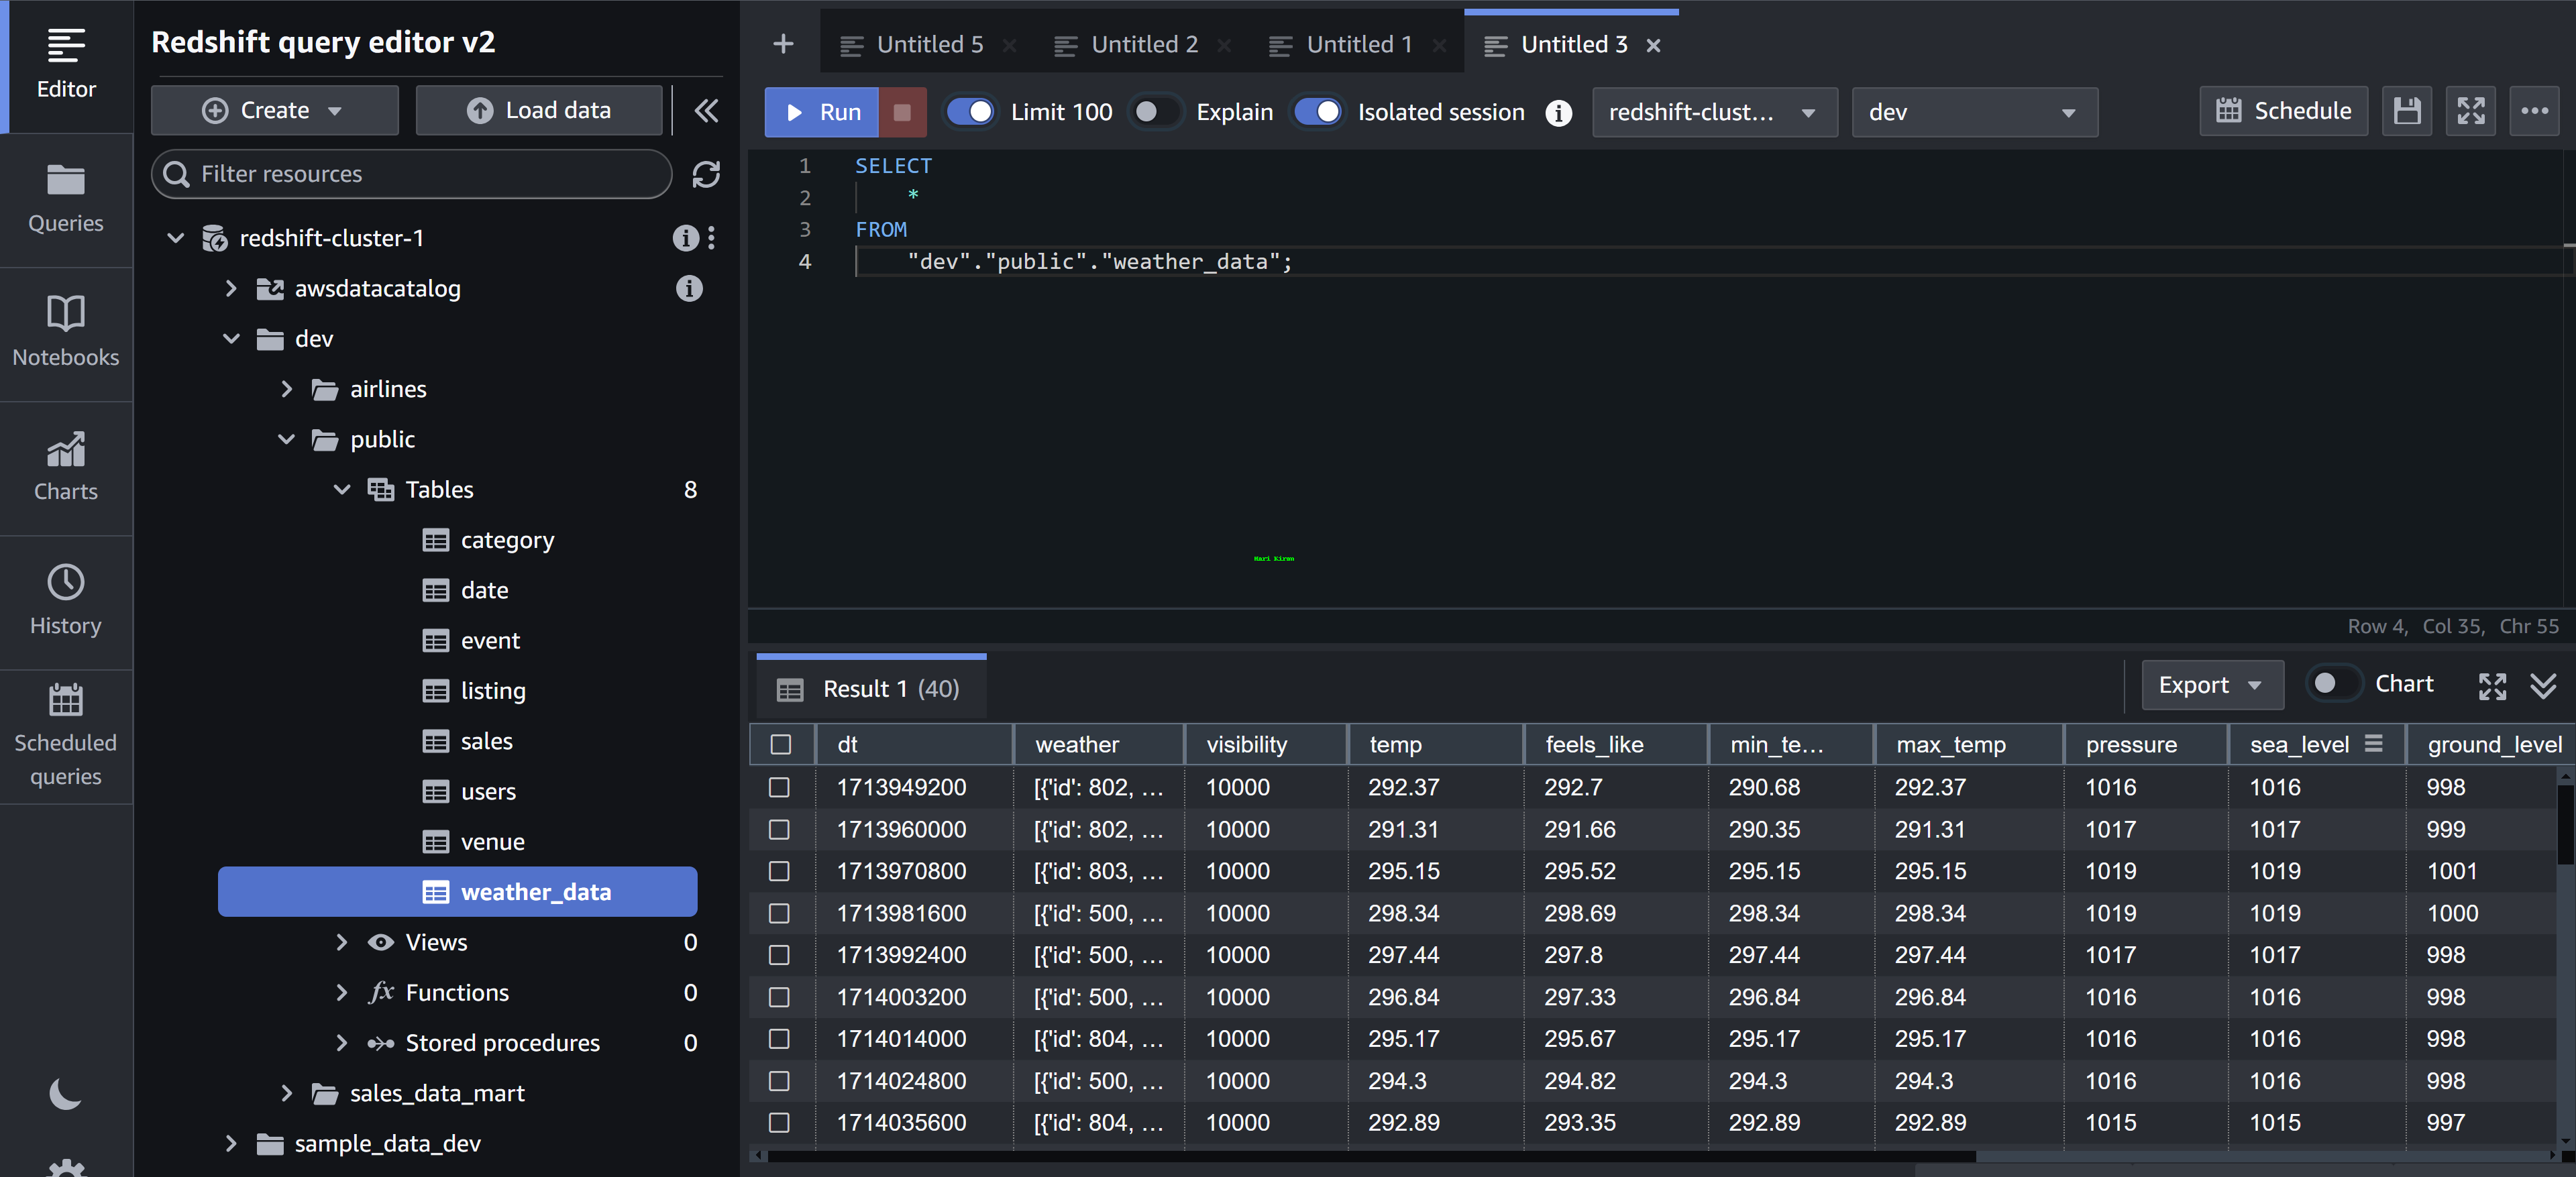 Editor
Queries
Notebooks
Charts
History
Scheduled
queries
Redshift query editor v2
Create
Load data
Filter resources
redshift-cluster-1
awsdatacatalog
dev
airlines
public
Tables 8
category
date
event
listing
sales
users
venue
weather_data
Views 0
fx Functions 0
Stored procedures 0
sales_data_mart
sample_data_dev
Untitled 5 Untitled 2 Untitled 1 Untitled 3
Run Limit 100 Explain Isolated session redshift-clust... dev Schedule
1 SELECT
2 *
3 FROM
4 "dev"."public"."weather_data";
Row 4, Col 35, Chr 55
Result 1 (40) Export Chart
dt weather visibility temp feels_like min_te... max_temp pressure sea_level ground_level
1713949200 [{'id': 802, ... 10000 292.37 292.7 290.68 292.37 1016 1016 998
1713960000 [{'id': 802, ... 10000 291.31 291.66 290.35 291.31 1017 1017 999
1713970800 [{'id': 803, ... 10000 295.15 295.52 295.15 295.15 1019 1019 1001
1713981600 [{'id': 500, ... 10000 298.34 298.69 298.34 298.34 1019 1019 1000
1713992400 [{'id': 500, ... 10000 297.44 297.8 297.44 297.44 1017 1017 998
1714003200 [{'id': 500, ... 10000 296.84 297.33 296.84 296.84 1016 1016 998
1714014000 [{'id': 804, ... 10000 295.17 295.67 295.17 295.17 1016 1016 998
1714024800 [{'id': 500, ... 10000 294.3 294.82 294.3 294.3 1016 1016 998
1714035600 [{'id': 804, ... 10000 292.89 293.35 292.89 292.89 1015 1015 997